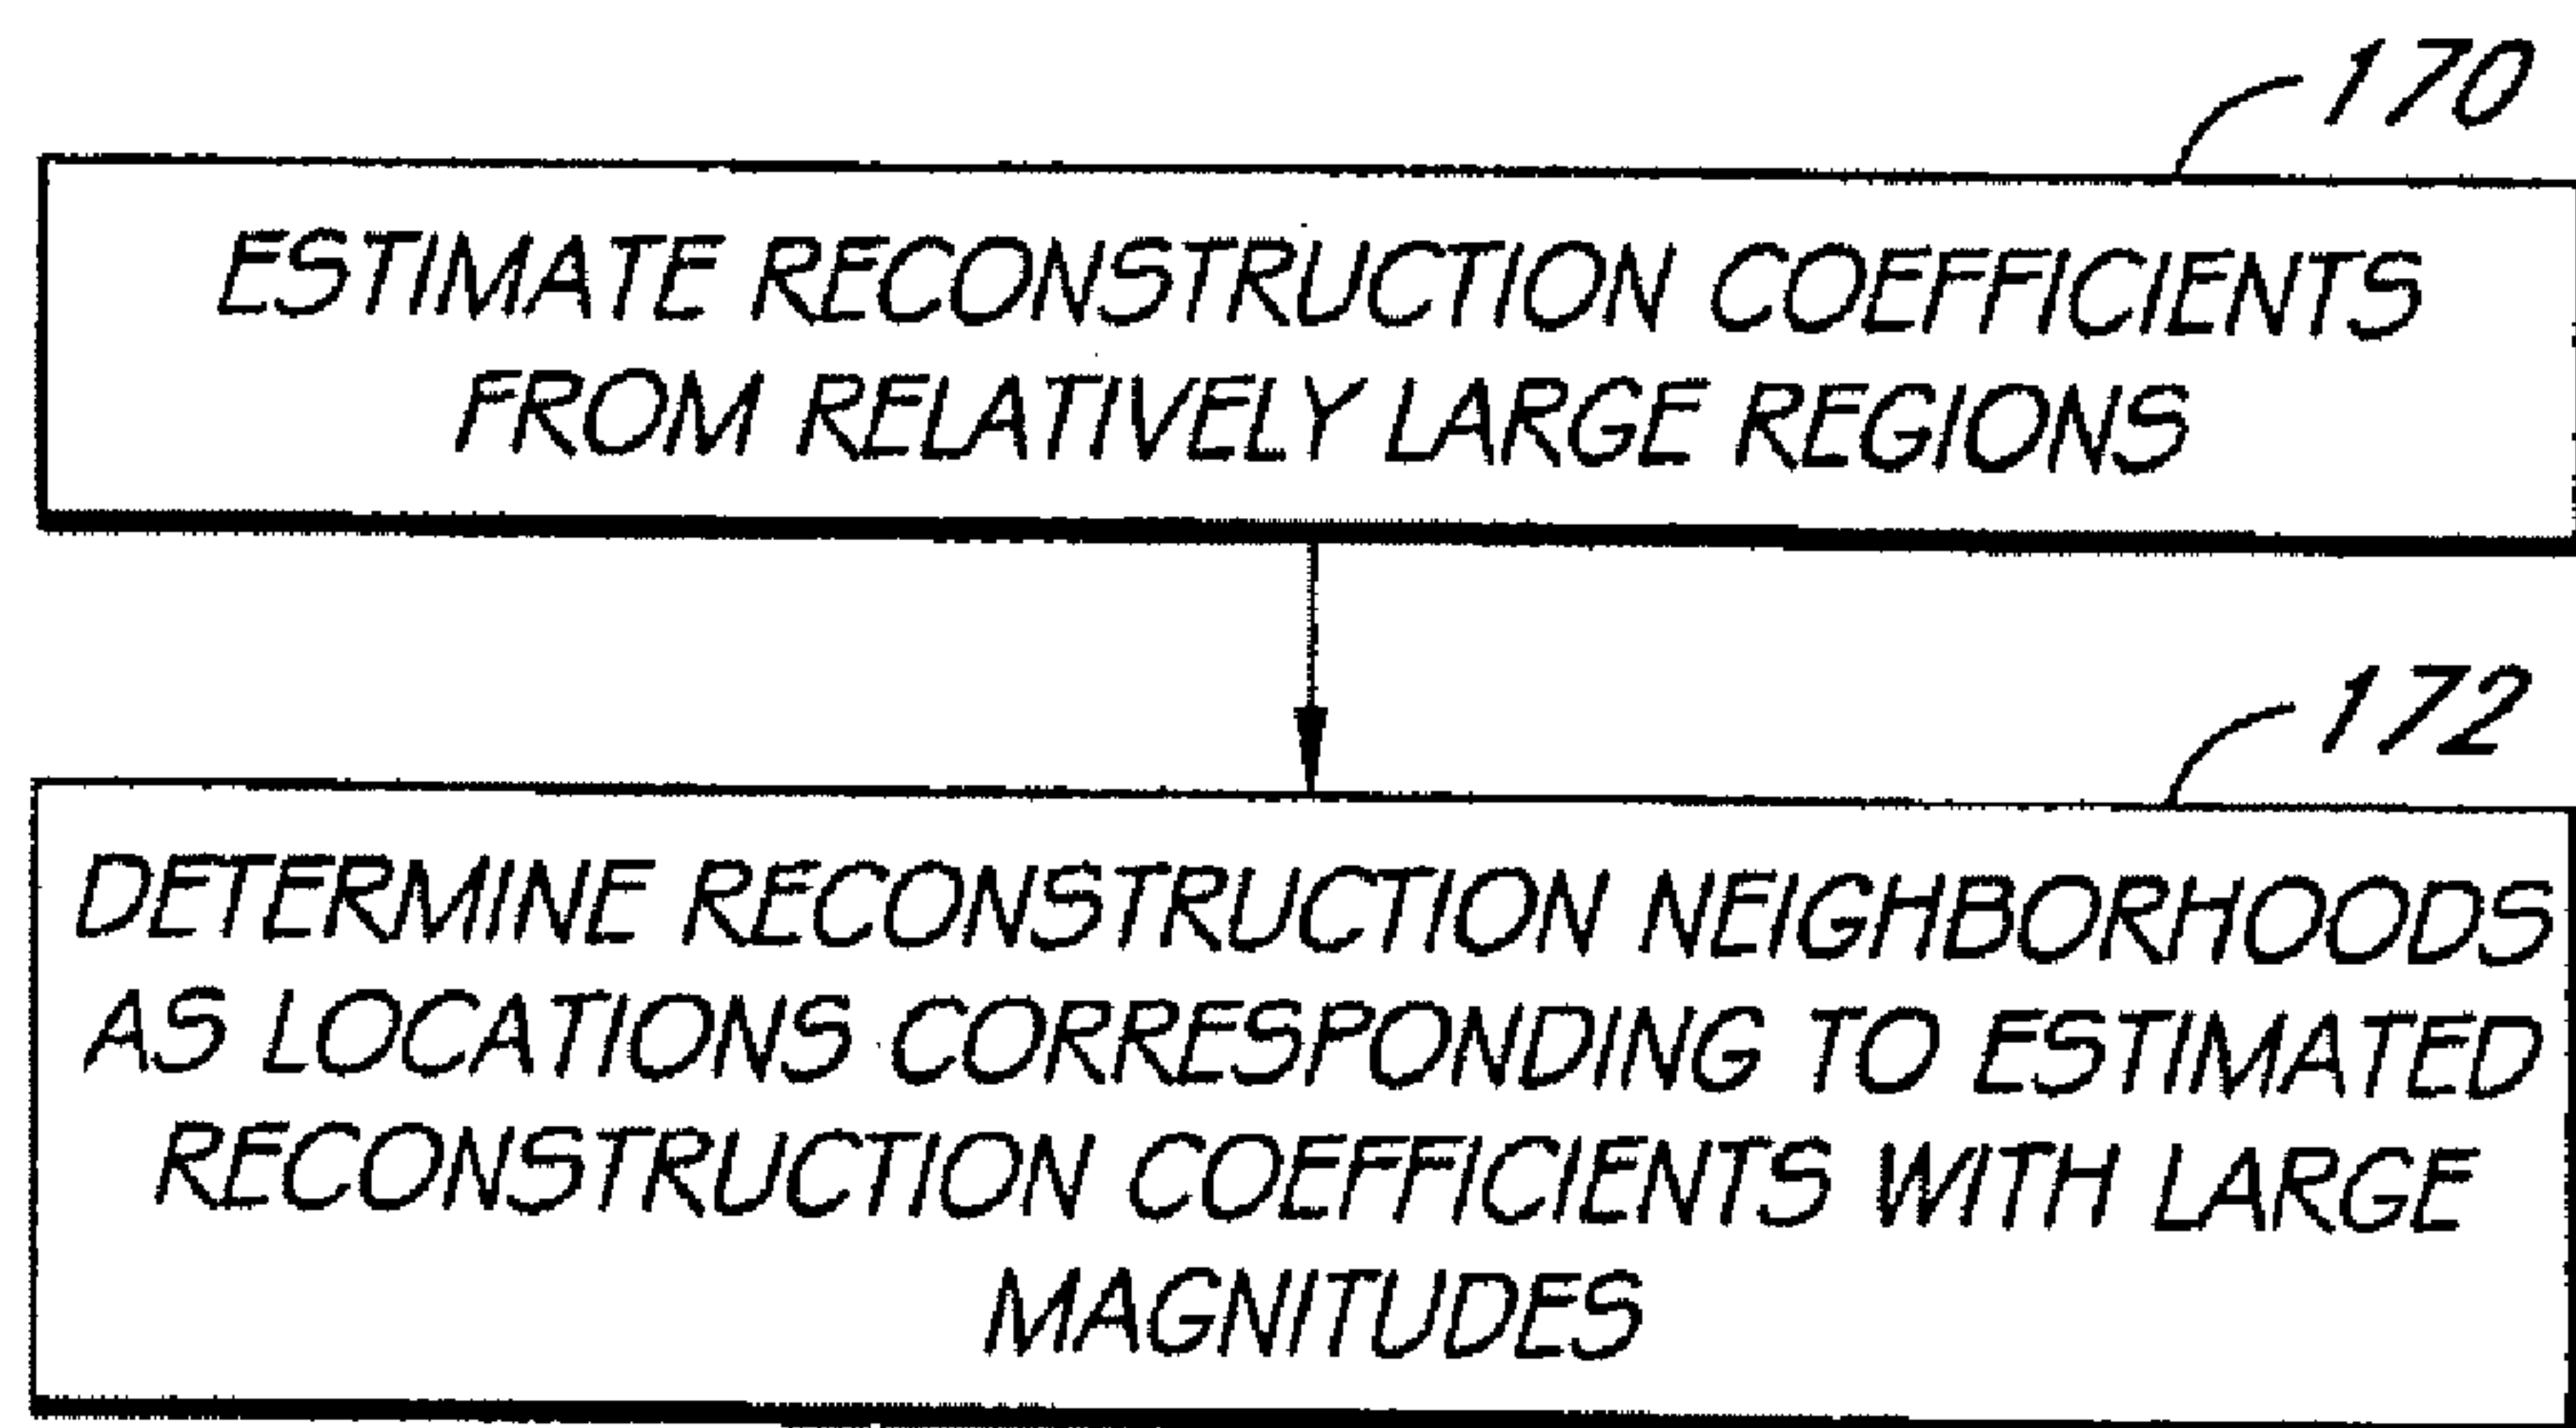 170
ESTIMATE RECONSTRUCTION COEFFICIENTS
FROM RELATIVELY LARGE REGIONS
172
DETERMINE RECONSTRUCTION NEIGHBORHOODS
AS LOCATIONS CORRESPONDING TO ESTIMATED
RECONSTRUCTION COEFFICIENTS WITH LARGE
MAGNITUDES